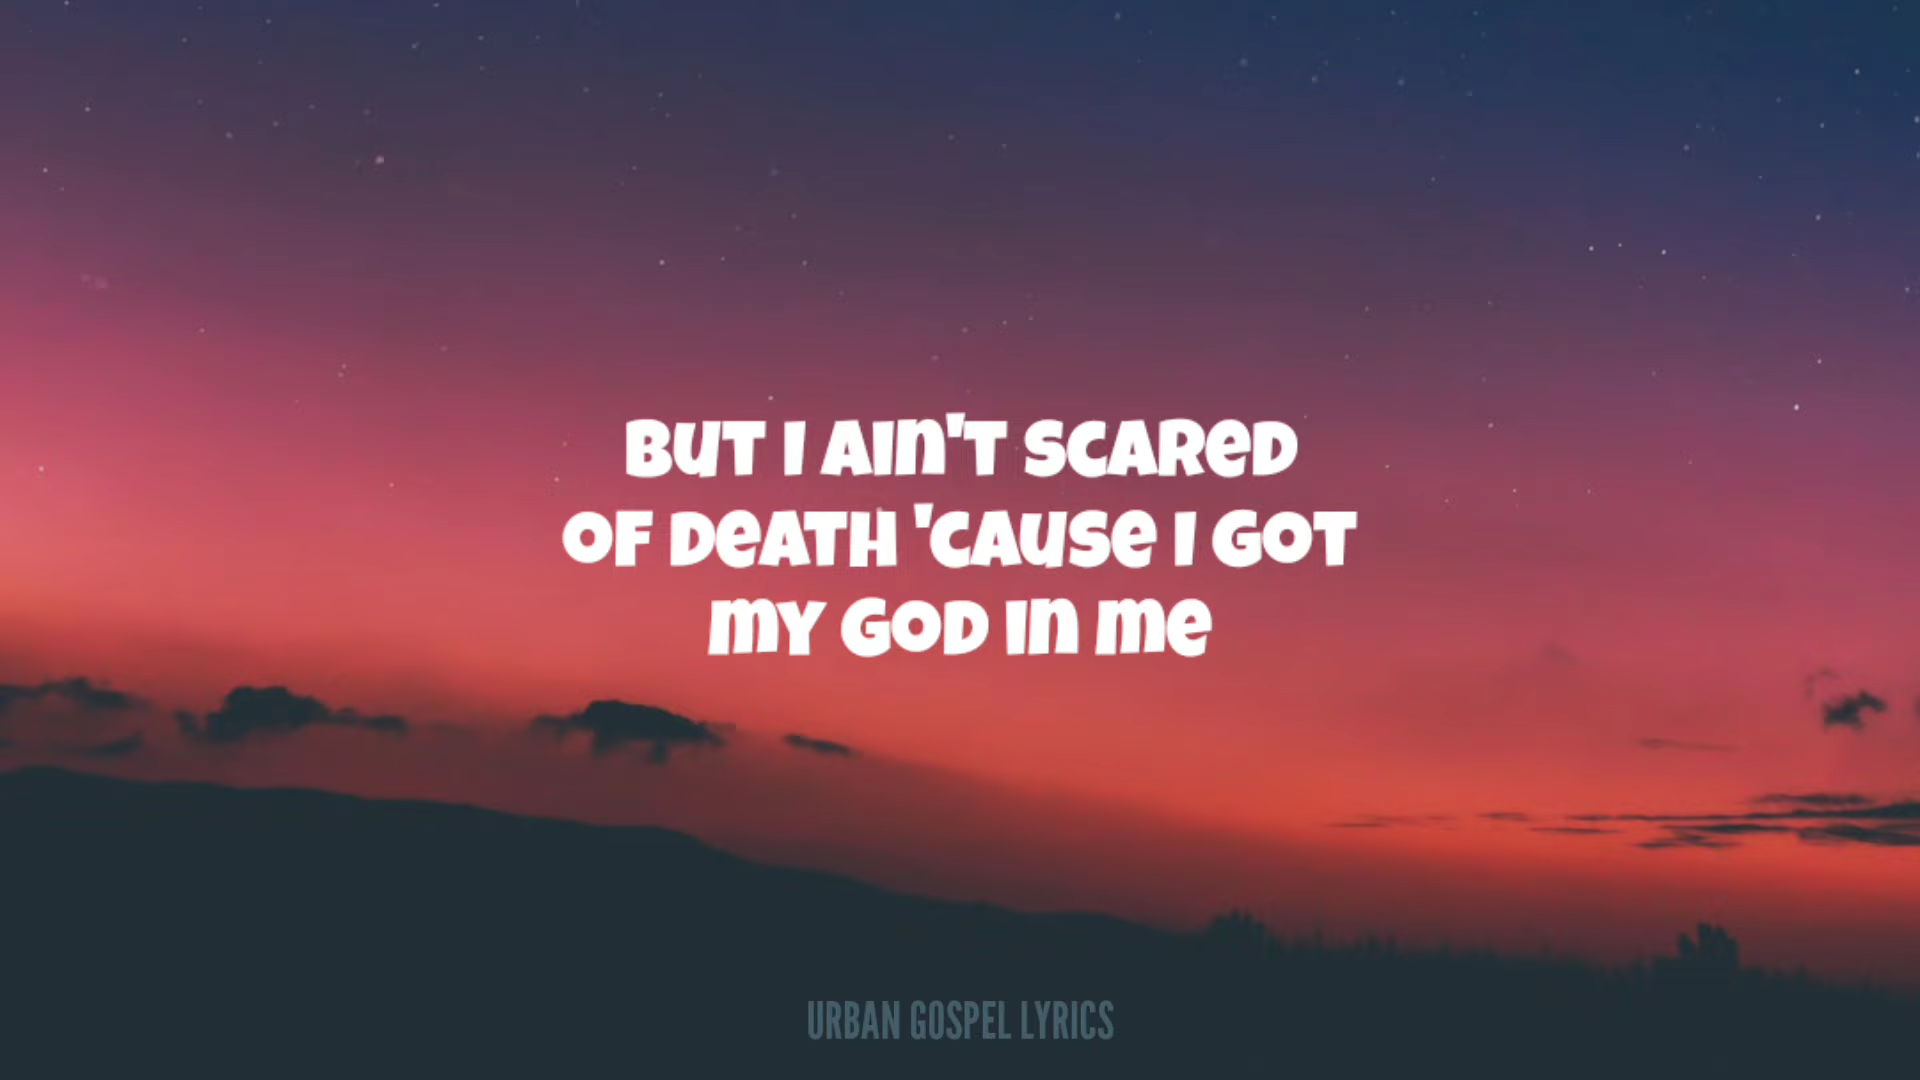 BUT I AIN'T SCARED
OF DEATH 'CAUSE I GOT
MY GOD IN ME
URBAN GOSPEL LYRICS